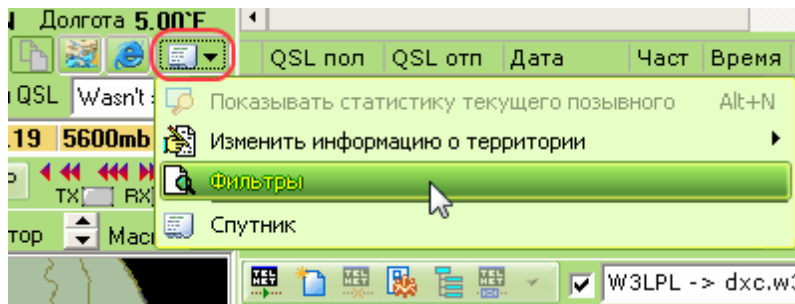 Долгота 5.00°E
QSL пол QSL отп Дата Част Время
QSL Wasn't
Показывать статистику текущего позывного Alt+N
.19 5600mb
Изменить информацию о территории
Фильтры
TX RX
Спутник
W3LPL -> dxc.w3